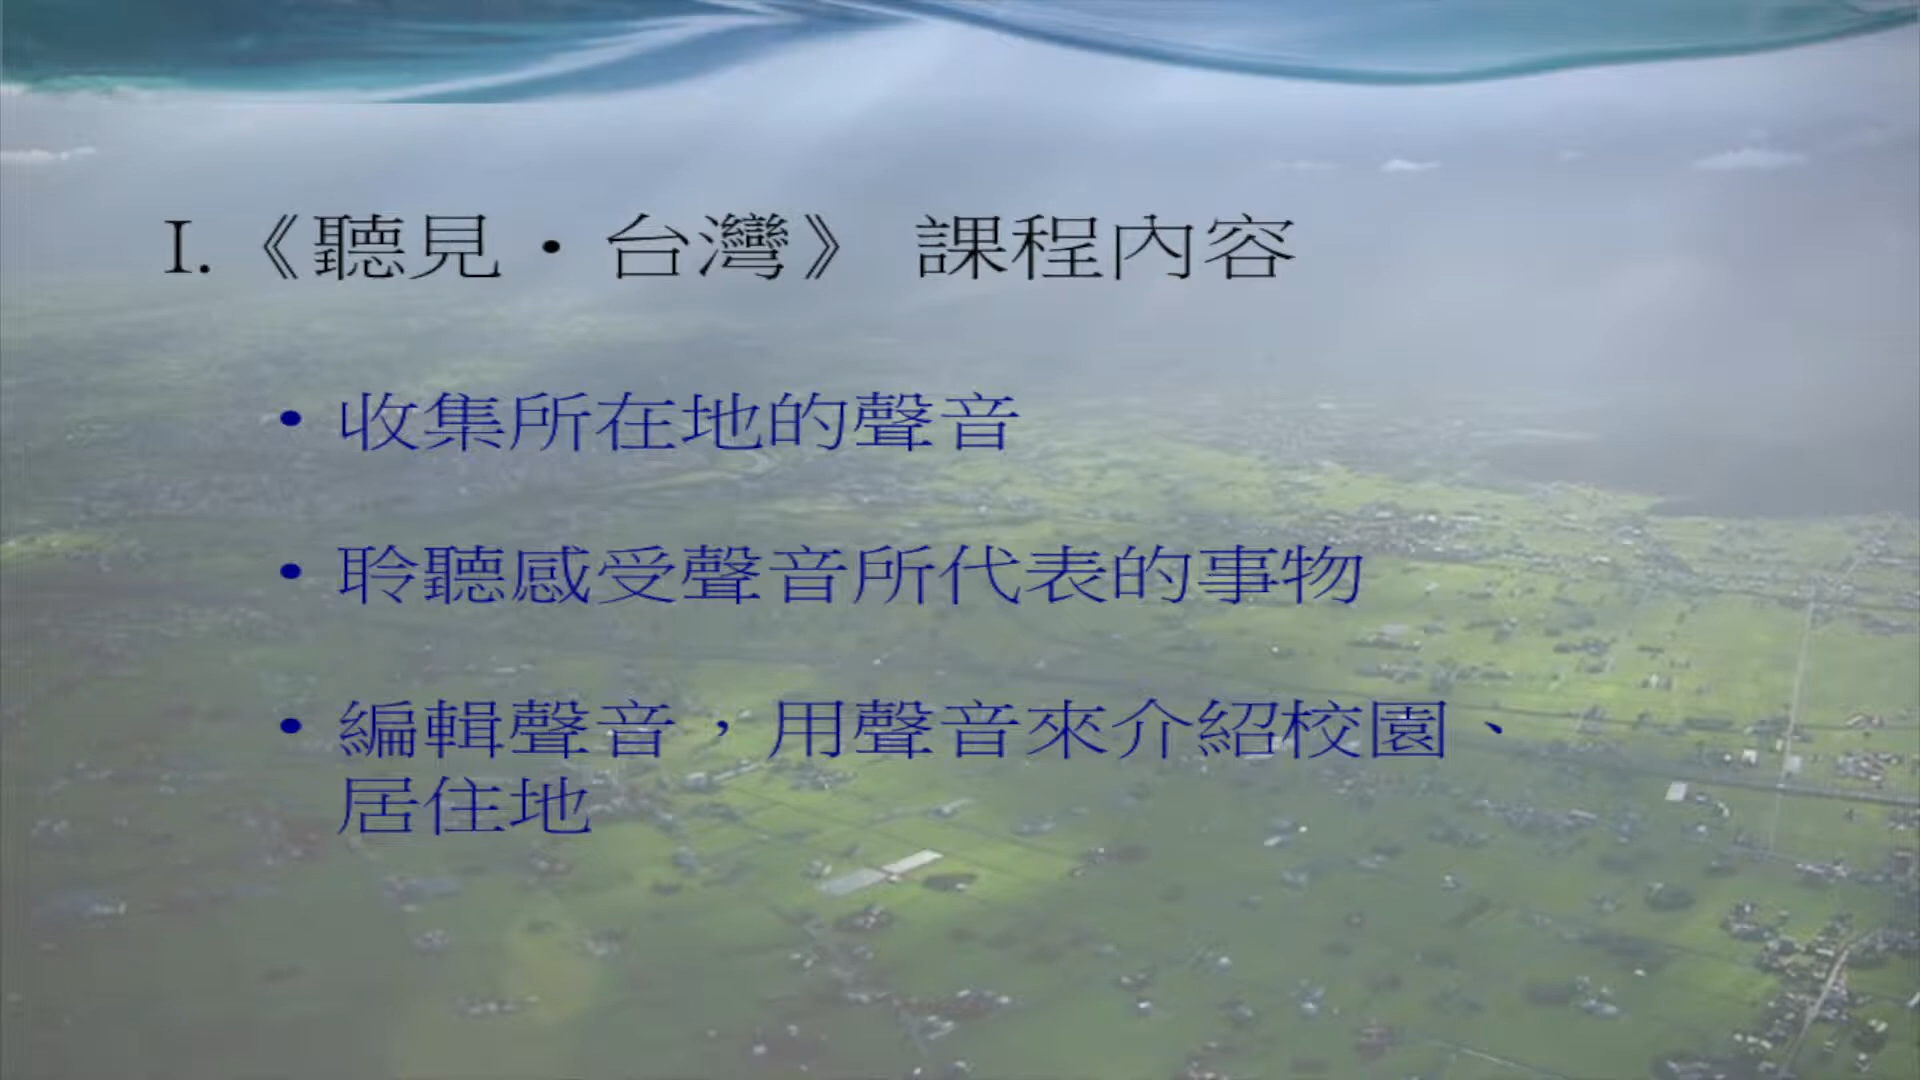 I.《聽見‧台灣》 課程內容
• 收集所在地的聲音
• 聆聽感受聲音所代表的事物
• 編輯聲音，用聲音來介紹校園、
居住地